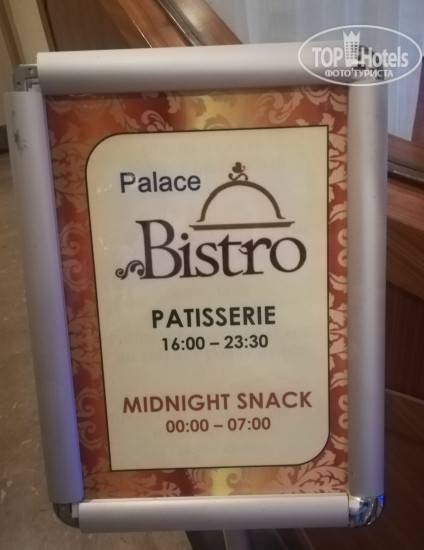 TOP Hotels
ФОТО ТУРИСТА
Palace
Bistro
PATISSERIE
16:00 – 23:30
MIDNIGHT SNACK
00:00 – 07:00